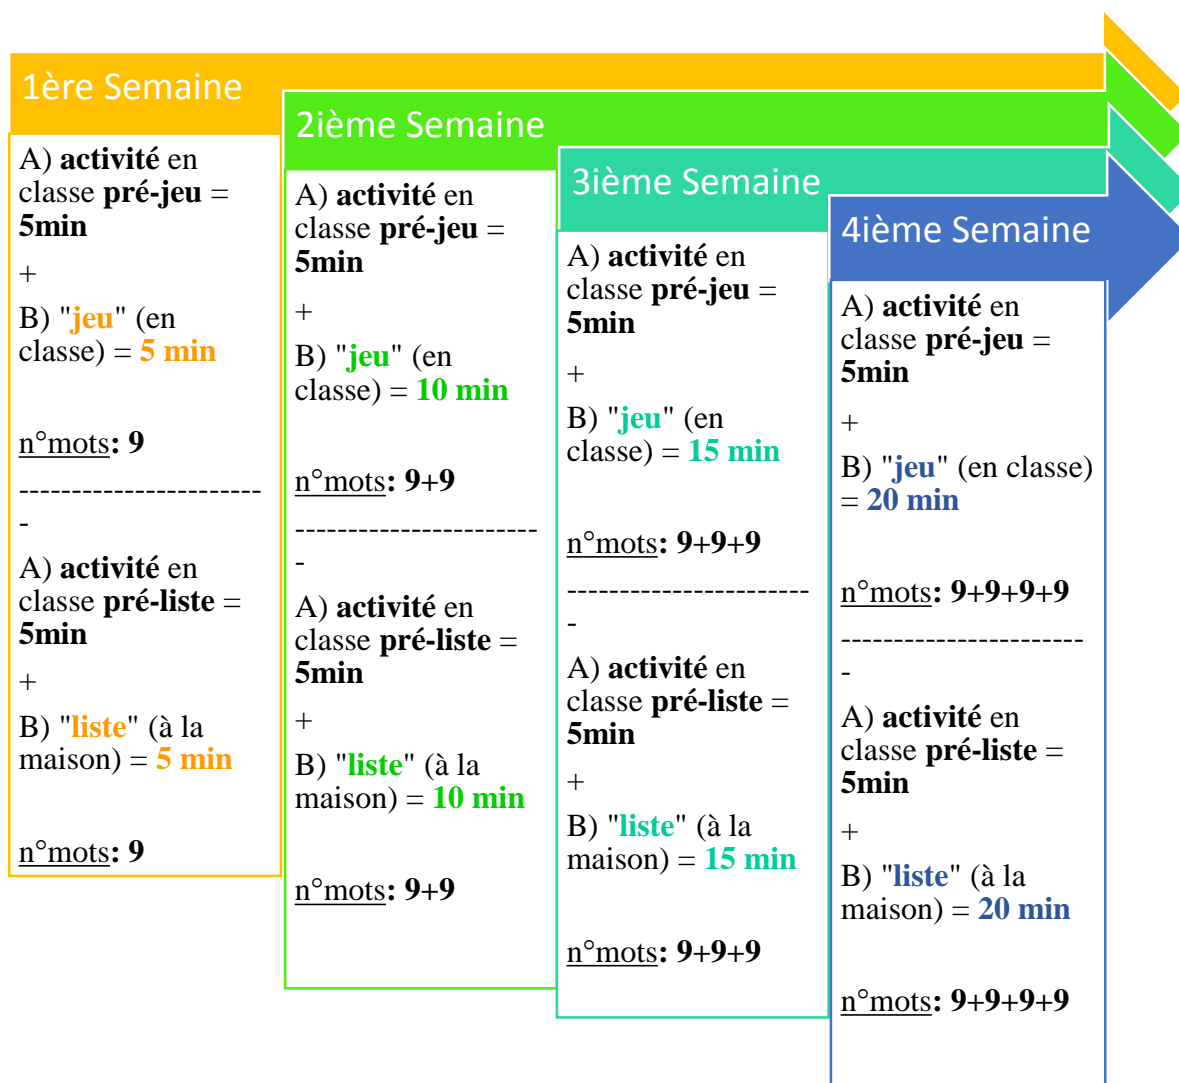 1ère Semaine
A) activité en
classe pré-jeu =
5min
+
B) "jeu" (en
classe) = 5 min
n°mots: 9
-----------------------
-
A) activité en
classe pré-liste =
5min
+
B) "liste" (à la
maison) = 5 min
n°mots: 9
2ième Semaine
A) activité en
classe pré-jeu =
5min
+
B) "jeu" (en
classe) = 10 min
n°mots: 9+9
-----------------------
-
A) activité en
classe pré-liste =
5min
+
B) "liste" (à la
maison) = 10 min
n°mots: 9+9
3ième Semaine
A) activité en
classe pré-jeu =
5min
+
B) "jeu" (en
classe) = 15 min
n°mots: 9+9+9
-----------------------
-
A) activité en
classe pré-liste =
5min
+
B) "liste" (à la
maison) = 15 min
n°mots: 9+9+9
4ième Semaine
A) activité en
classe pré-jeu =
5min
+
B) "jeu" (en classe)
= 20 min
n°mots: 9+9+9+9
-----------------------
-
A) activité en
classe pré-liste =
5min
+
B) "liste" (à la
maison) = 20 min
n°mots: 9+9+9+9